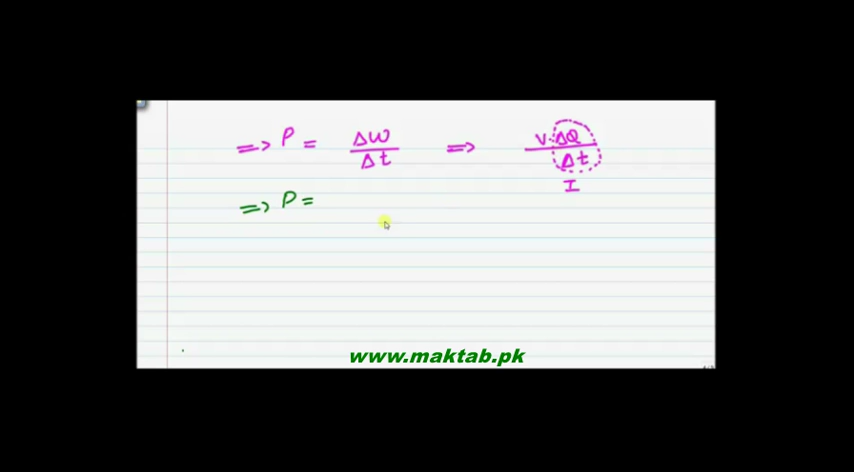 => P = ΔW/Δt => V.ΔQ/Δt
I
=> P =
www.maktab.pk